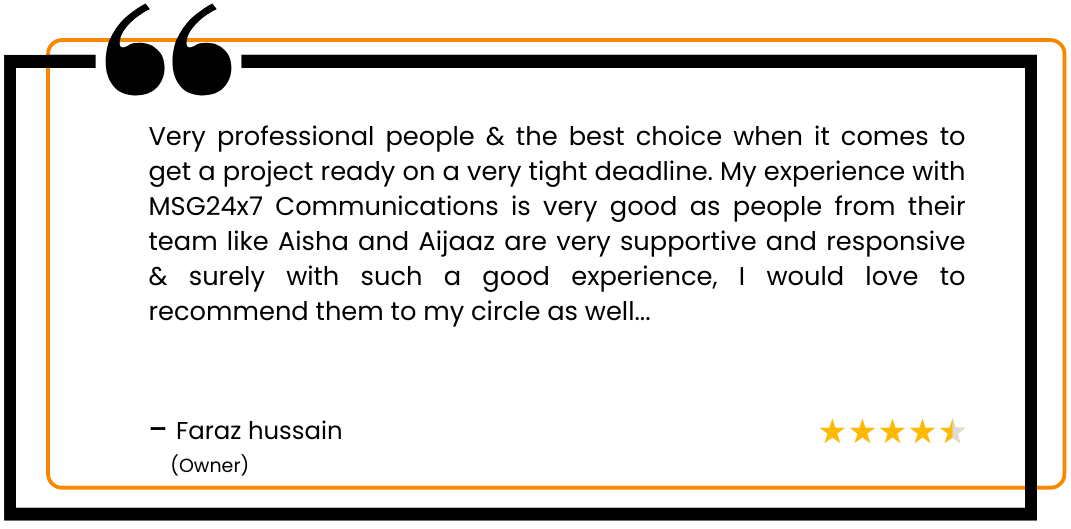 Very professional people & the best choice when it comes to
get a project ready on a very tight deadline. My experience with
MSG24x7 Communications is very good as people from their
team like Aisha and Aijaaz are very supportive and responsive
& surely with such a good experience, I would love to
recommend them to my circle as well...
– Faraz hussain
(Owner)